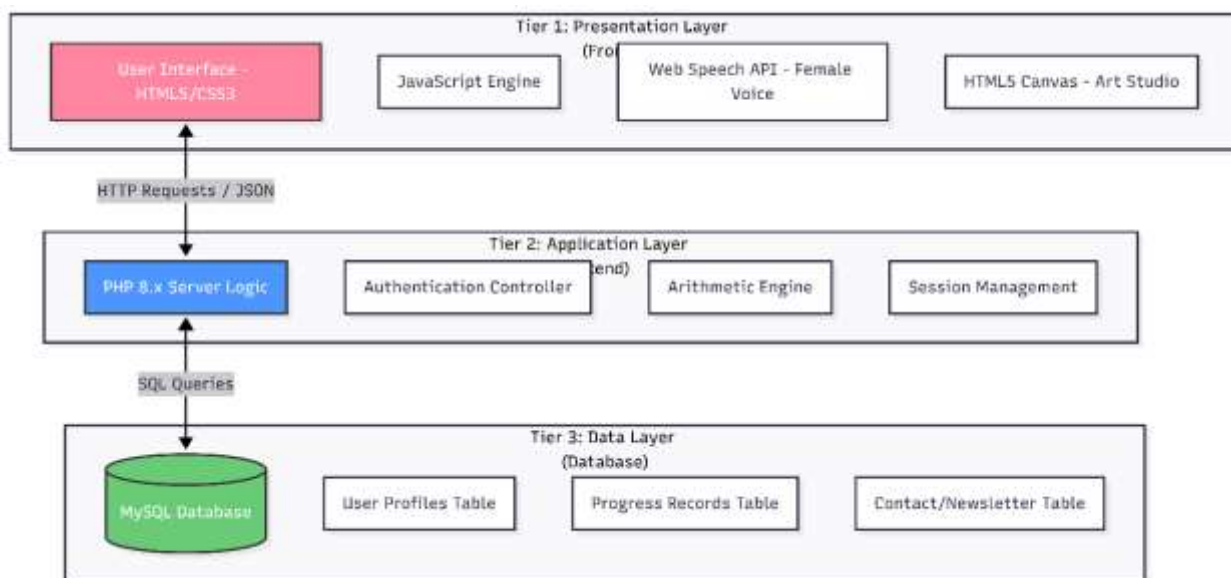 Tier 1: Presentation Layer
User Interface -
HTML5/CSS3
JavaScript Engine
Web Speech API - Female
Voice
HTML5 Canvas - Art Studio
HTTP Requests / JSON
Tier 2: Application Layer
PHP 8.x Server Logic
Authentication Controller
Arithmetic Engine
Session Management
SQL Queries
Tier 3: Data Layer
(Database)
MySQL Database
User Profiles Table
Progress Records Table
Contact/Newsletter Table